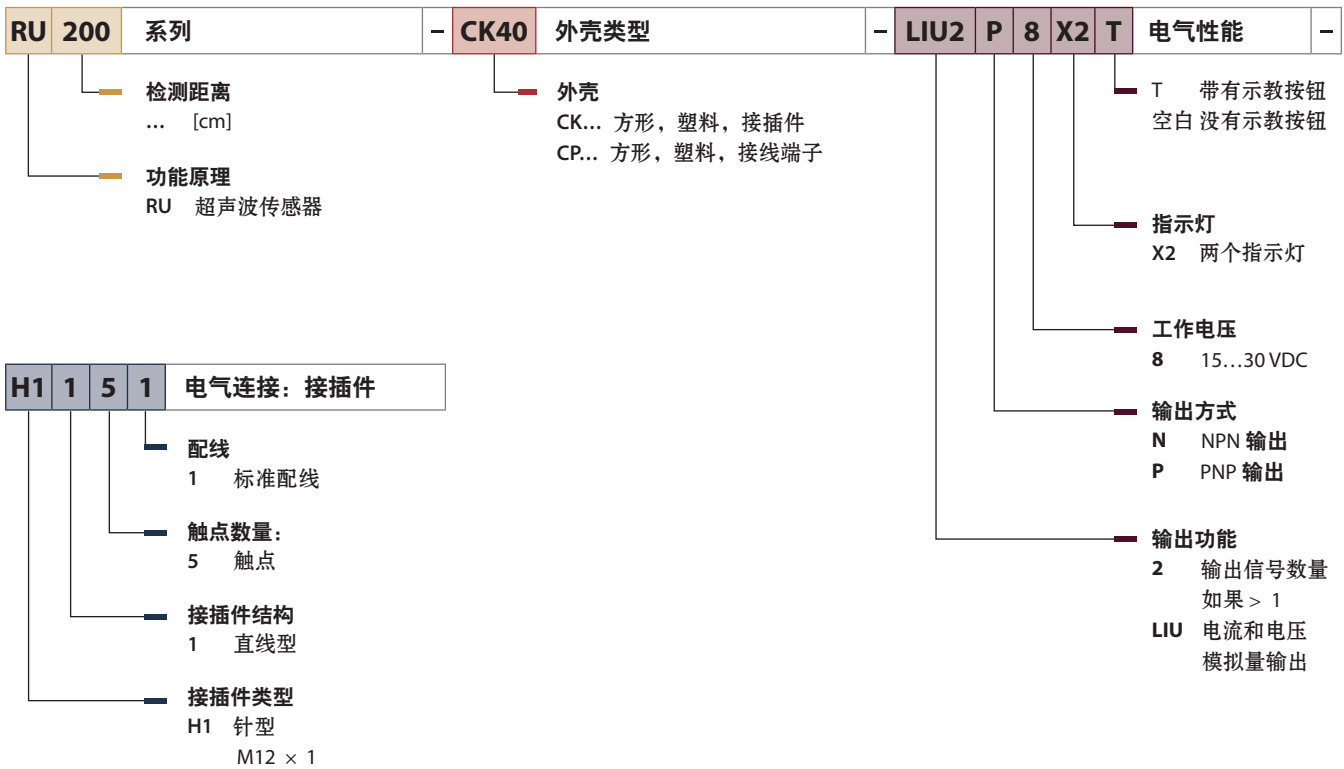 RU 200 系列 – CK40 外壳类型 – LIU2 P 8 X2 T 电气性能 –
检测距离
… [cm]
功能原理
RU 超声波传感器
外壳
CK… 方形，塑料，接插件
CP… 方形，塑料，接线端子
T 带有示教按钮
空白 没有示教按钮
指示灯
X2 两个指示灯
工作电压
8 15…30 VDC
输出方式
N NPN 输出
P PNP 输出
输出功能
2 输出信号数量
如果 > 1
LIU 电流和电压
模拟量输出
H1 1 5 1 电气连接：接插件
配线
1 标准配线
触点数量：
5 触点
接插件结构
1 直线型
接插件类型
H1 针型
M12 × 1